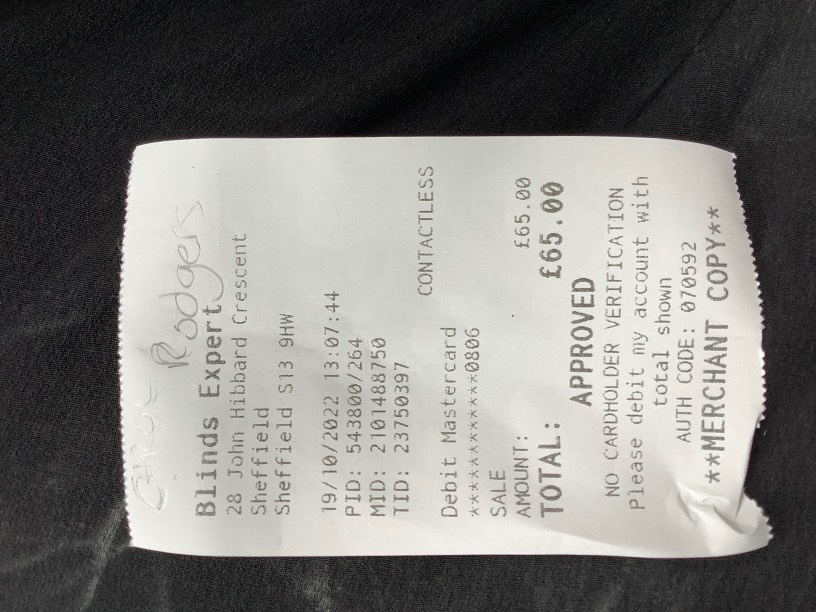 Carol Rodgers
Blinds Expert
28 John Hibbard Crescent
Sheffield
Sheffield S13 9HW
19/10/2022 13:07:44
PID: 543800/264
MID: 2101488750
TID: 23750397
CONTACTLESS
Debit Mastercard
************0806
SALE
AMOUNT: £65.00
TOTAL: £65.00
APPROVED
NO CARDHOLDER VERIFICATION
Please debit my account with
total shown
AUTH CODE: 070592
**MERCHANT COPY**